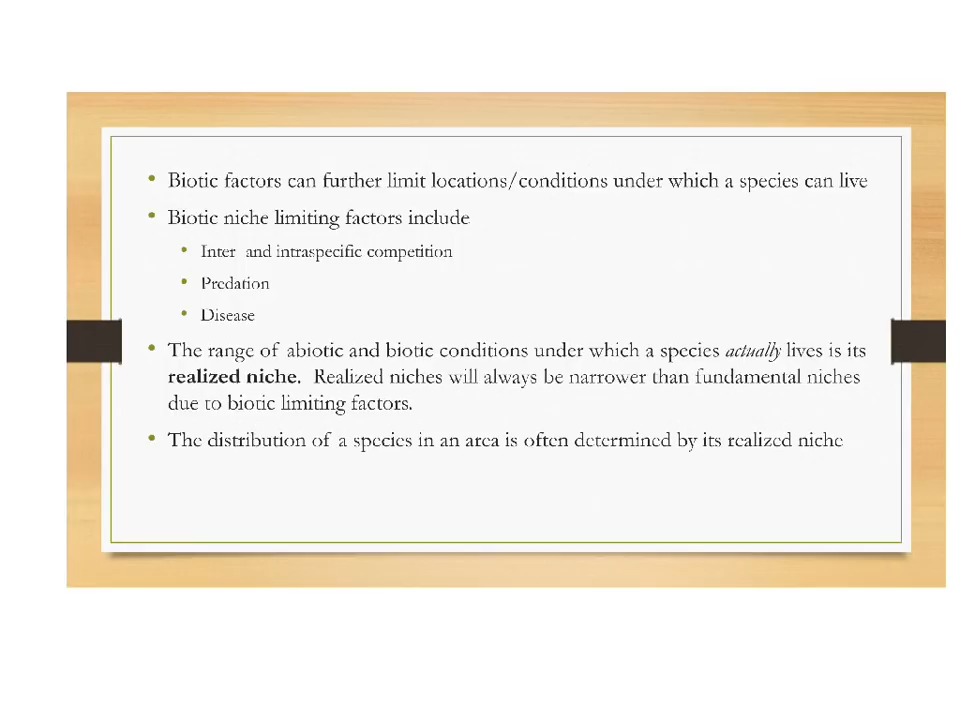 Biotic factors can further limit locations/conditions under which a species can live
Biotic niche limiting factors include
Inter and intraspecific competition
Predation
Disease
The range of abiotic and biotic conditions under which a species actually lives is its
realized niche. Realized niches will always be narrower than fundamental niches
due to biotic limiting factors.
The distribution of a species in an area is often determined by its realized niche